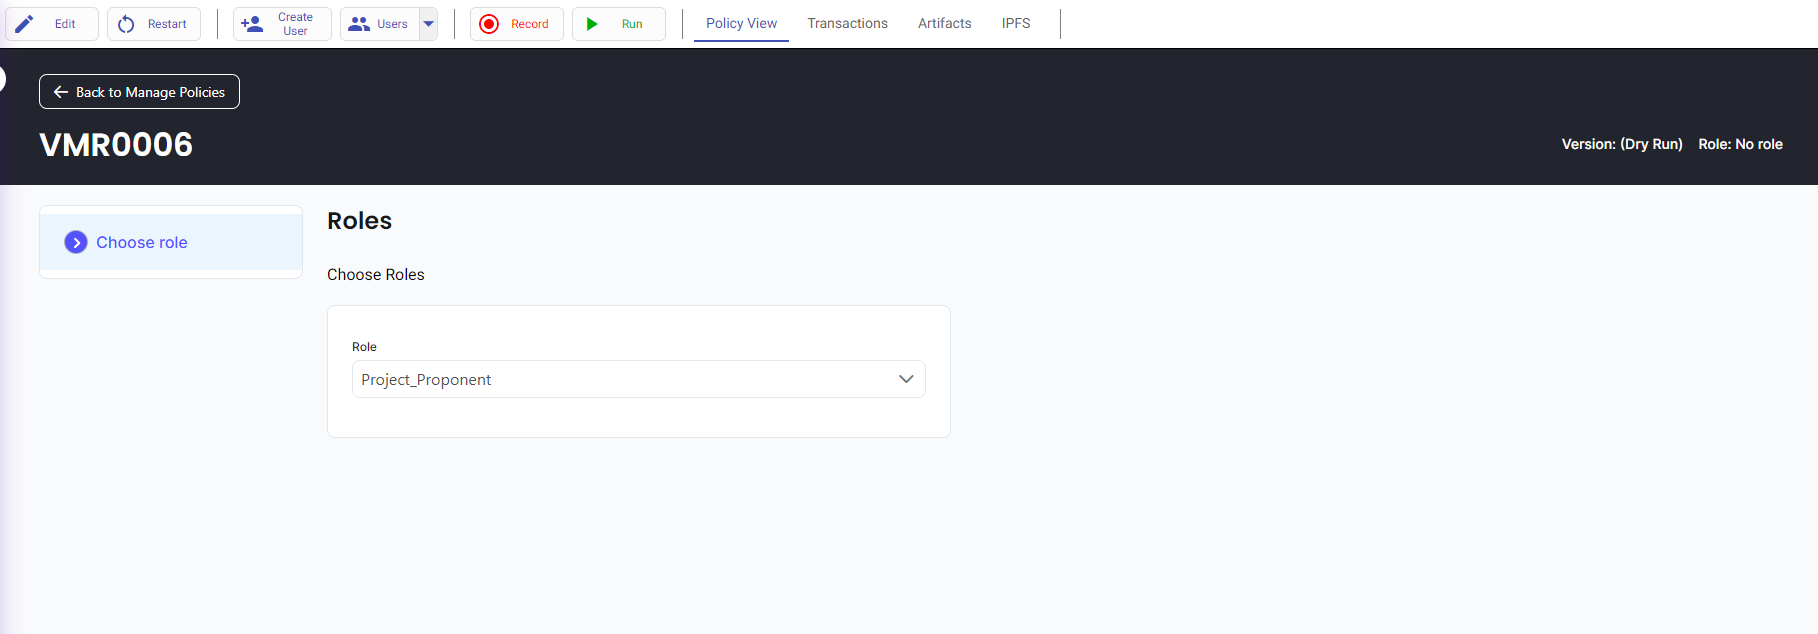 Edit
Restart
Create
User
Users
Record
Run
Policy View
Transactions
Artifacts
IPFS
Back to Manage Policies
VMR0006
Version: (Dry Run)
Role: No role
Choose role
Roles
Choose Roles
Role
Project_Proponent